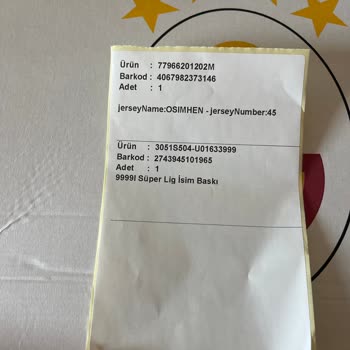 Ürün : 77966201202M
Barkod : 4067982373146
Adet : 1
jerseyName:OSIMHEN - jerseyNumber:45
Ürün : 3051S504-U01633999
Barkod : 2743945101965
Adet : 1
9999I Süper Lig İsim Baskı